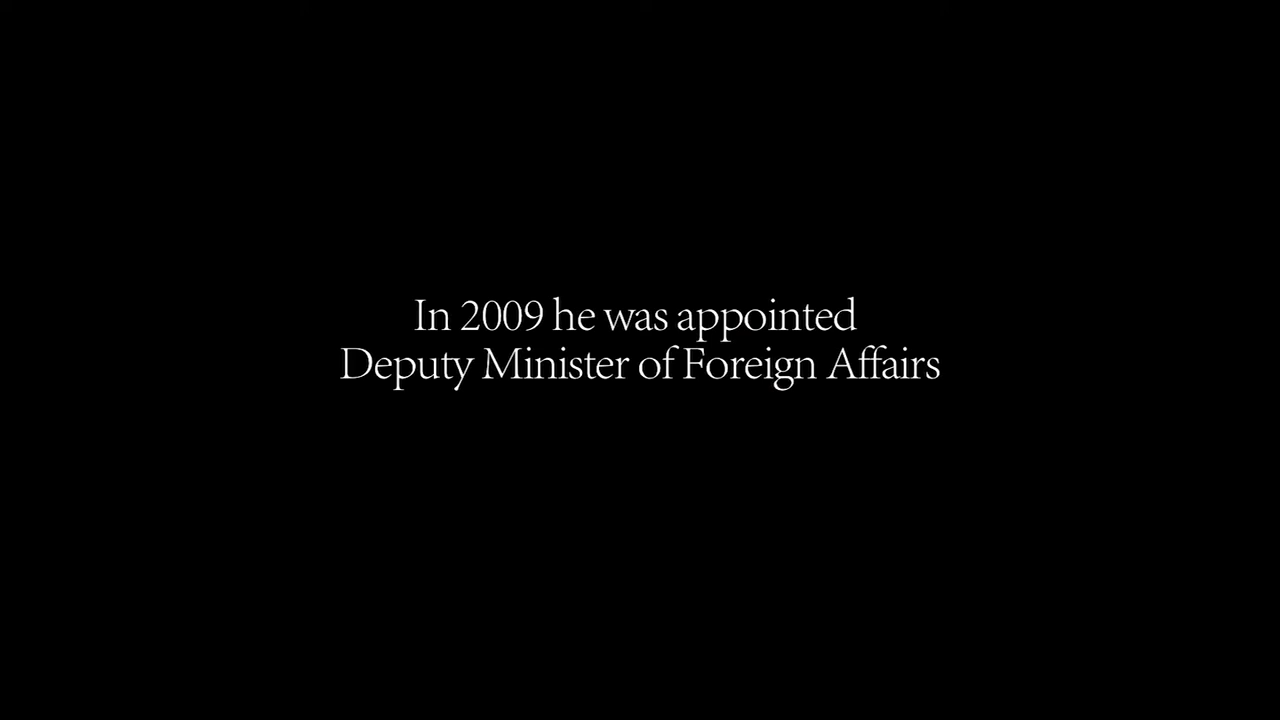 In 2009 he was appointed
Deputy Minister of Foreign Affairs